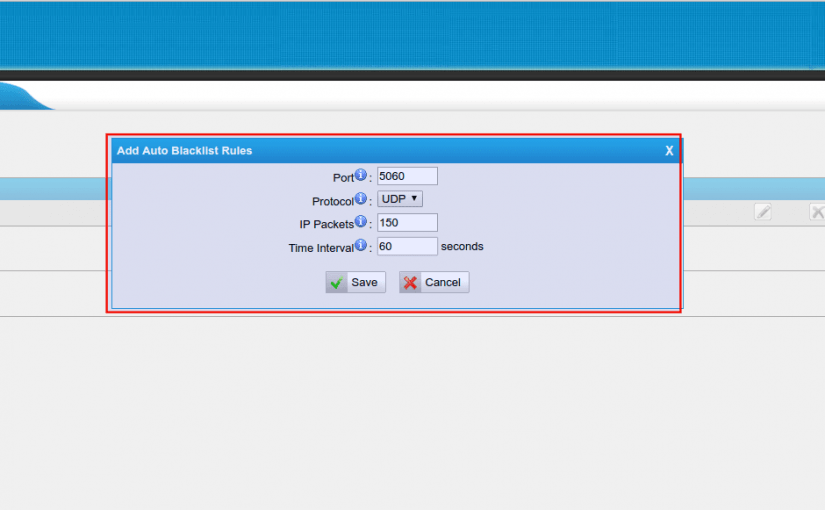 Add Auto Blacklist Rules X
Port i : 5060
Protocol i : UDP
IP Packets i : 150
Time Interval i : 60 seconds
Save Cancel